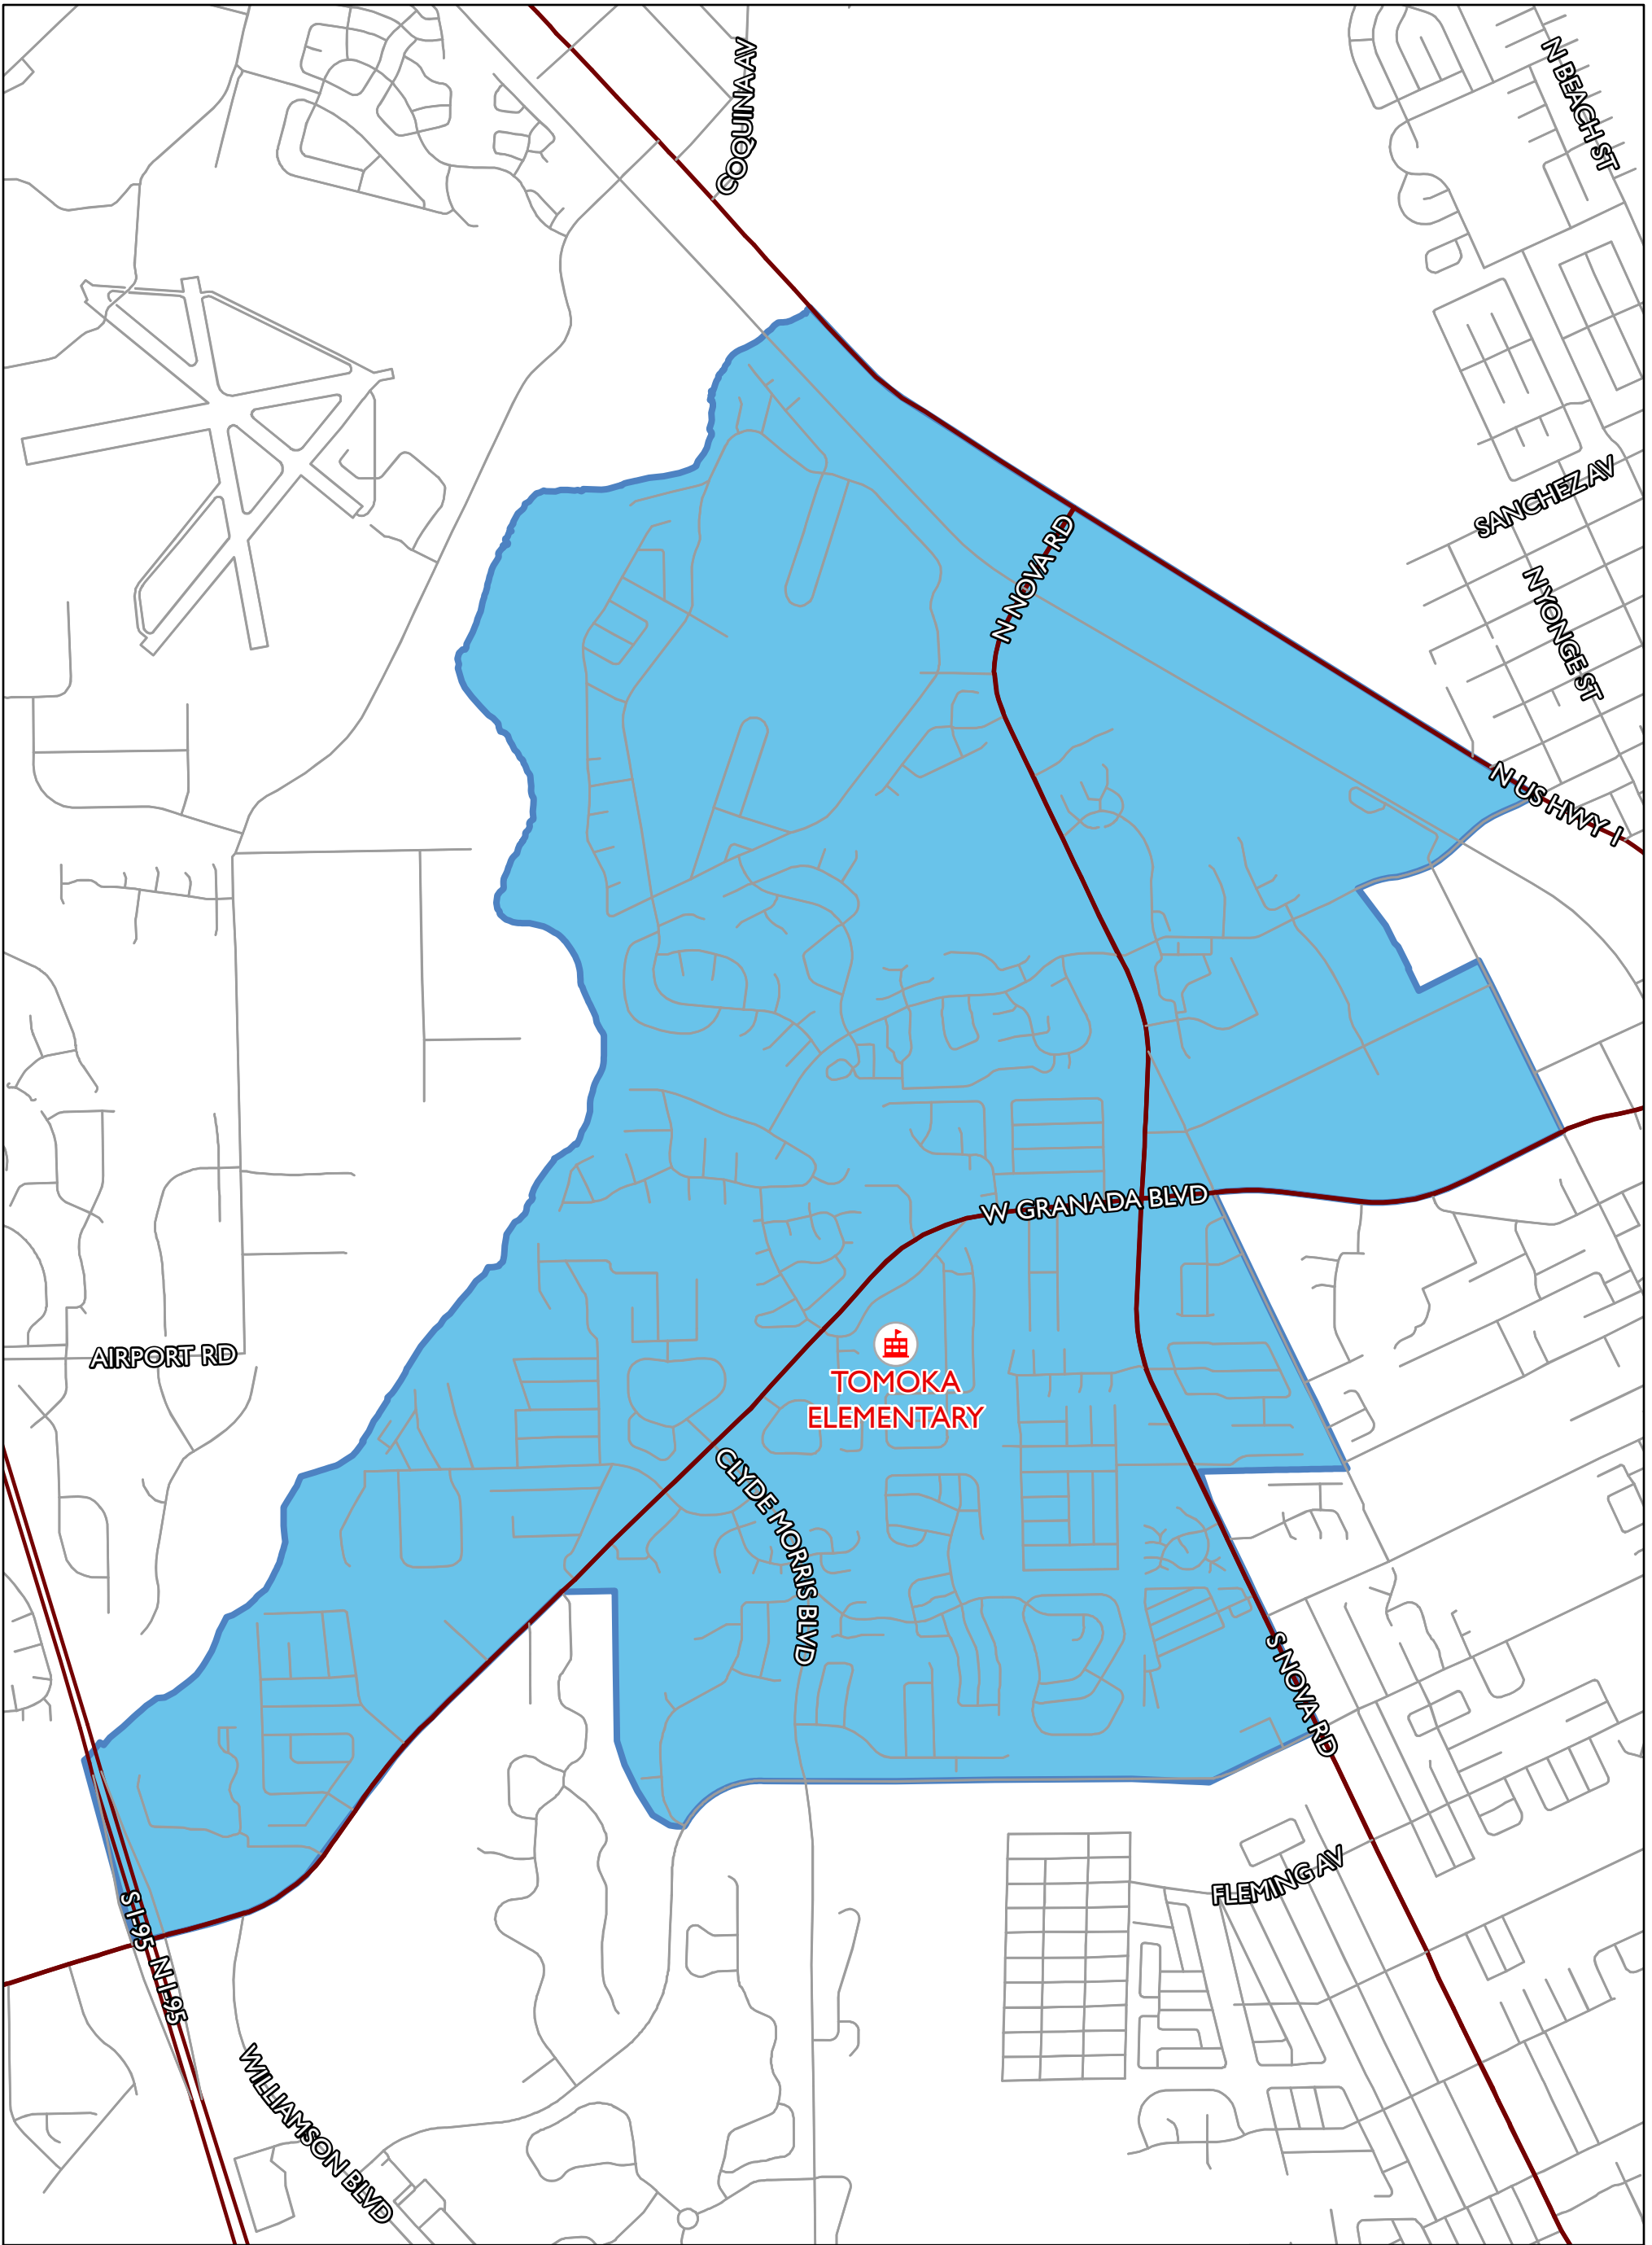 COQUINA AV
N BEACH ST
SANCHEZ AV
N NOVA RD
N YONGE ST
N US HWY 1
W GRANADA BLVD
AIRPORT RD
TOMOKA
ELEMENTARY
CLYDE MORRIS BLVD
S NOVA RD
FLEMING AV
S I-95
N I-95
WILLIAMSON BLVD